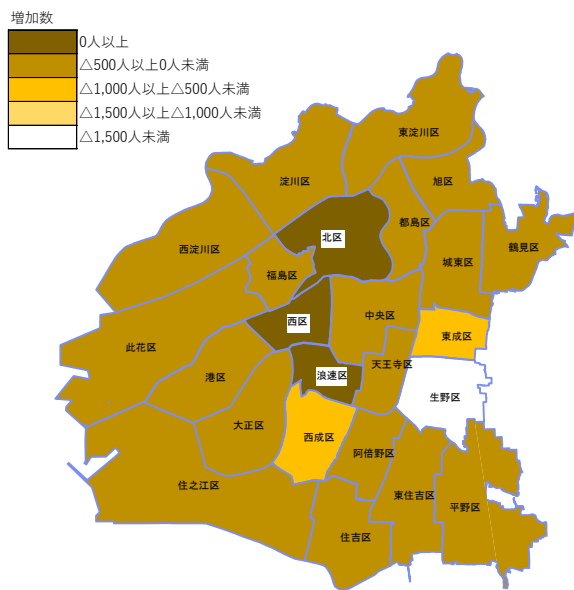 増加数
0人以上
△500人以上0人未満
△1,000人以上△500人未満
△1,500人以上△1,000人未満
△1,500人未満
東淀川区
淀川区
旭区
都島区
北区
鶴見区
西淀川区
城東区
福島区
中央区
西区
東成区
此花区
天王寺区
港区
浪速区
生野区
大正区
西成区
阿倍野区
住之江区
東住吉区
平野区
住吉区